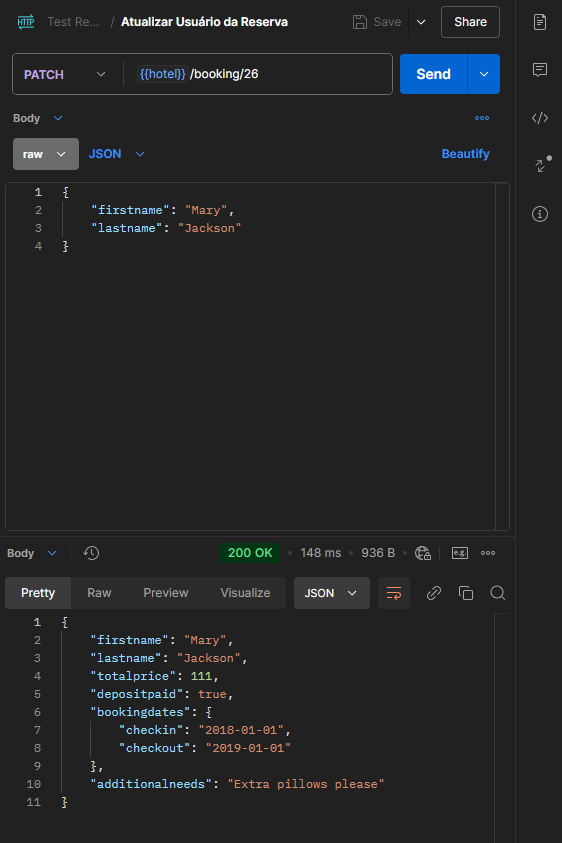 HTTP Test Re... / Atualizar Usuário da Reserva Save Share
PATCH {{hotel}}/booking/26 Send
Body
raw JSON Beautify
1 {
2 "firstname": "Mary",
3 "lastname": "Jackson"
4 }
Body 200 OK • 148 ms • 936 B • e.g.
Pretty Raw Preview Visualize JSON
1 {
2 "firstname": "Mary",
3 "lastname": "Jackson",
4 "totalprice": 111,
5 "depositpaid": true,
6 "bookingdates": {
7 "checkin": "2018-01-01",
8 "checkout": "2019-01-01"
9 },
10 "additionalneeds": "Extra pillows please"
11 }